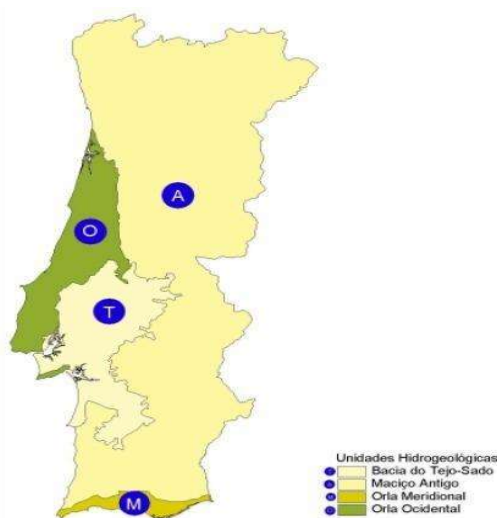 A
O
T
M
Unidades Hidrogeológicas
T Bacia do Tejo-Sado
A Maciço Antigo
M Orla Meridional
O Orla Ocidental